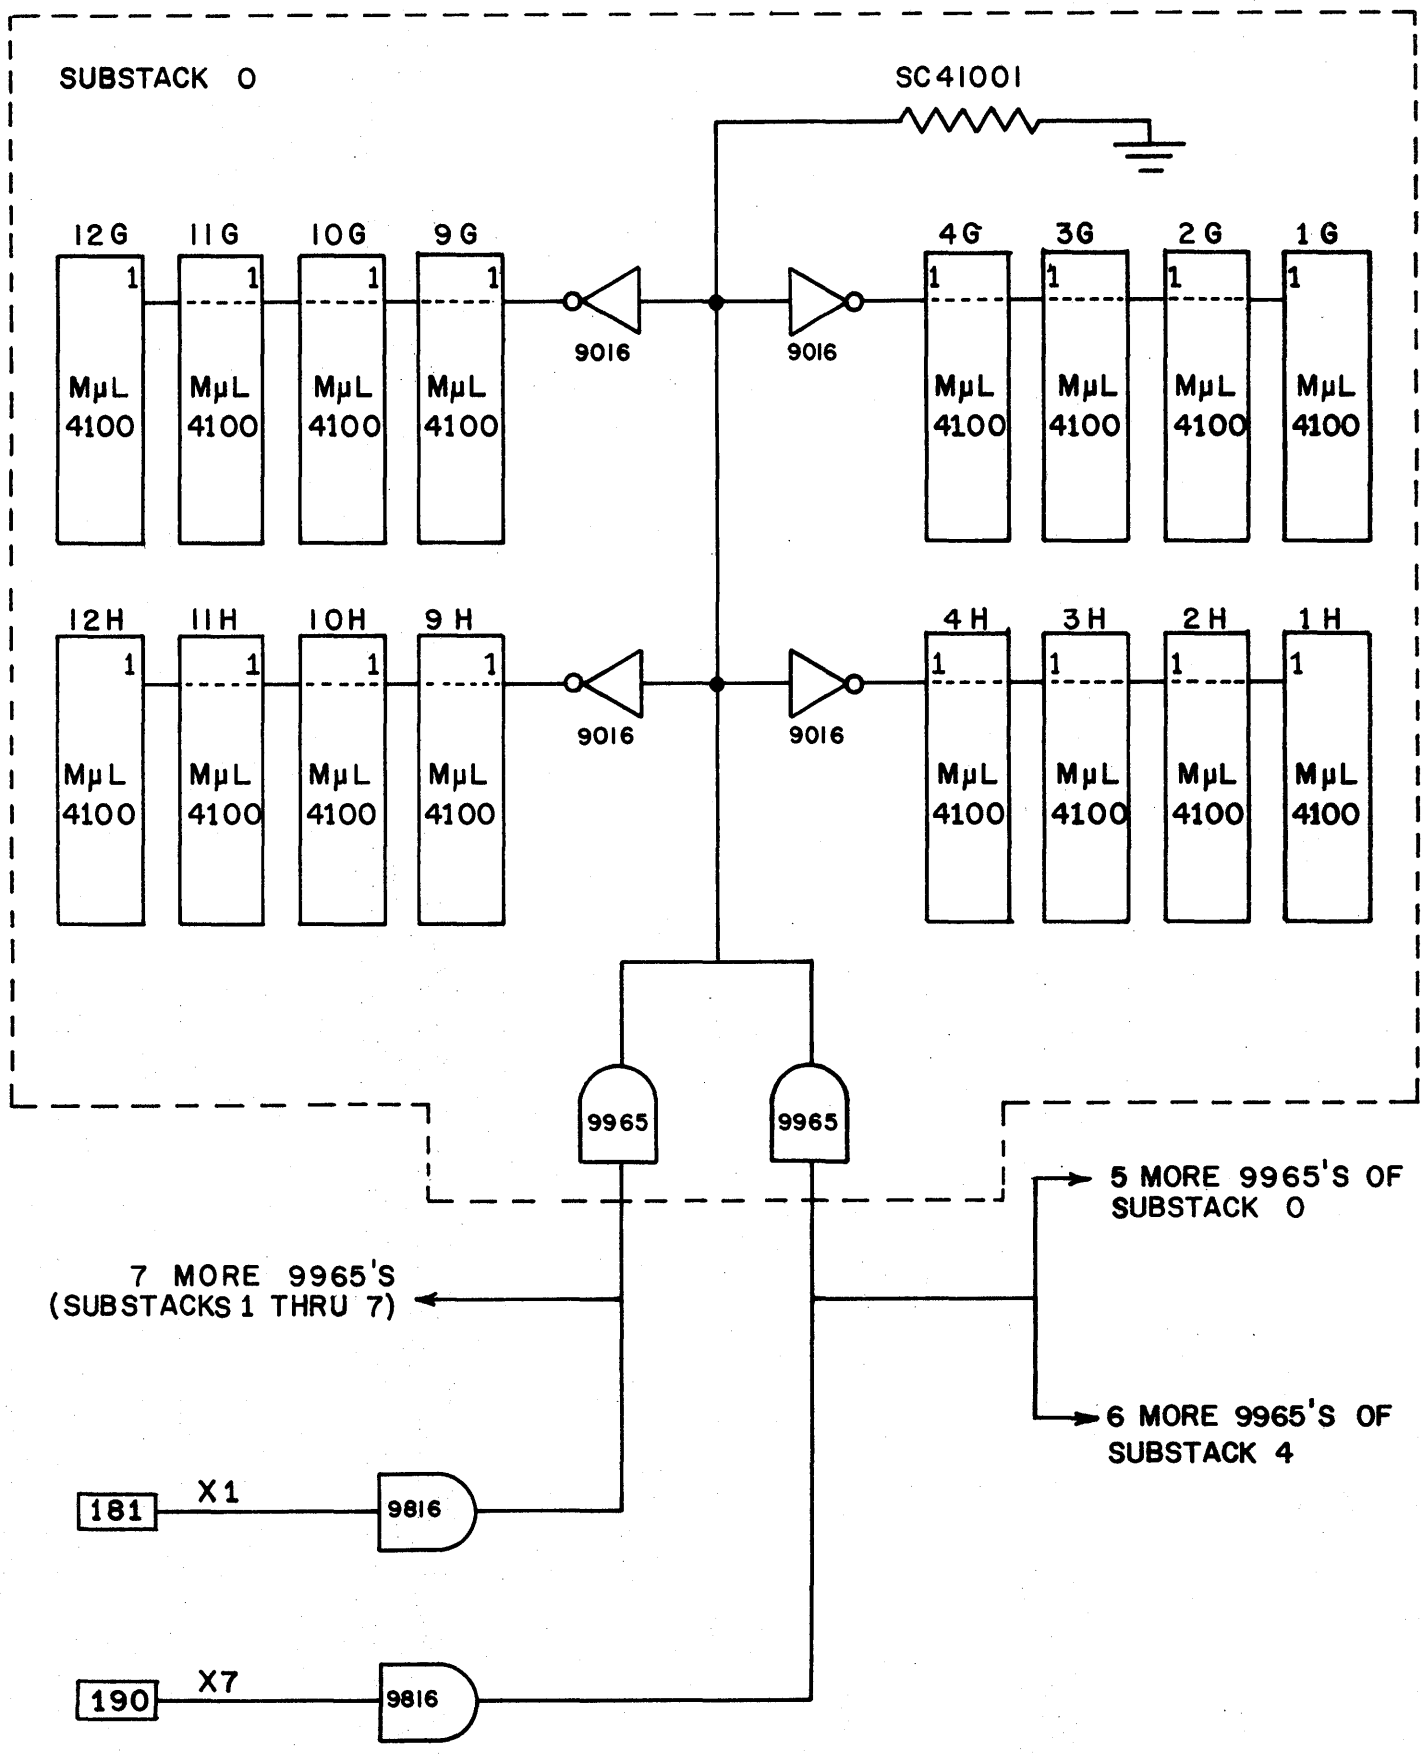 SUBSTACK 0
SC41001
12G 11G 10G 9G 4G 3G 2G 1G
1 1 1 1 1 1 1 1
9016 9016
MμL MμL MμL MμL MμL MμL MμL MμL
4100 4100 4100 4100 4100 4100 4100 4100
12H 11H 10H 9H 4H 3H 2H 1H
1 1 1 1 1 1 1 1
9016 9016
MμL MμL MμL MμL MμL MμL MμL MμL
4100 4100 4100 4100 4100 4100 4100 4100
9965 9965
5 MORE 9965'S OF
SUBSTACK 0
7 MORE 9965'S
(SUBSTACKS 1 THRU 7)
6 MORE 9965'S OF
SUBSTACK 4
181 X1 9816
190 X7 9816